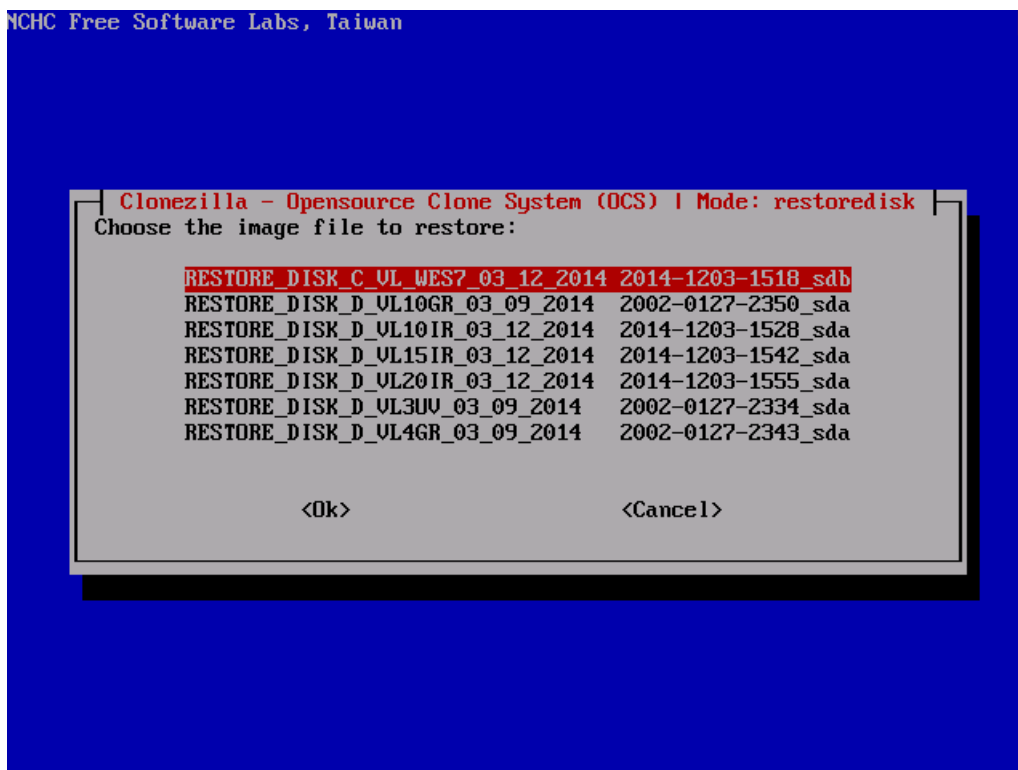 NCHC Free Software Labs, Taiwan
Clonezilla - Opensource Clone System (OCS) | Mode: restoredisk
Choose the image file to restore:
RESTORE_DISK_C_VL_WES7_03_12_2014 2014-1203-1518_sdb
RESTORE_DISK_D_VL10GR_03_09_2014 2002-0127-2350_sda
RESTORE_DISK_D_VL10IR_03_12_2014 2014-1203-1528_sda
RESTORE_DISK_D_VL15IR_03_12_2014 2014-1203-1542_sda
RESTORE_DISK_D_VL20IR_03_12_2014 2014-1203-1555_sda
RESTORE_DISK_D_VL3UV_03_09_2014 2002-0127-2334_sda
RESTORE_DISK_D_VL4GR_03_09_2014 2002-0127-2343_sda
<Ok> <Cancel>